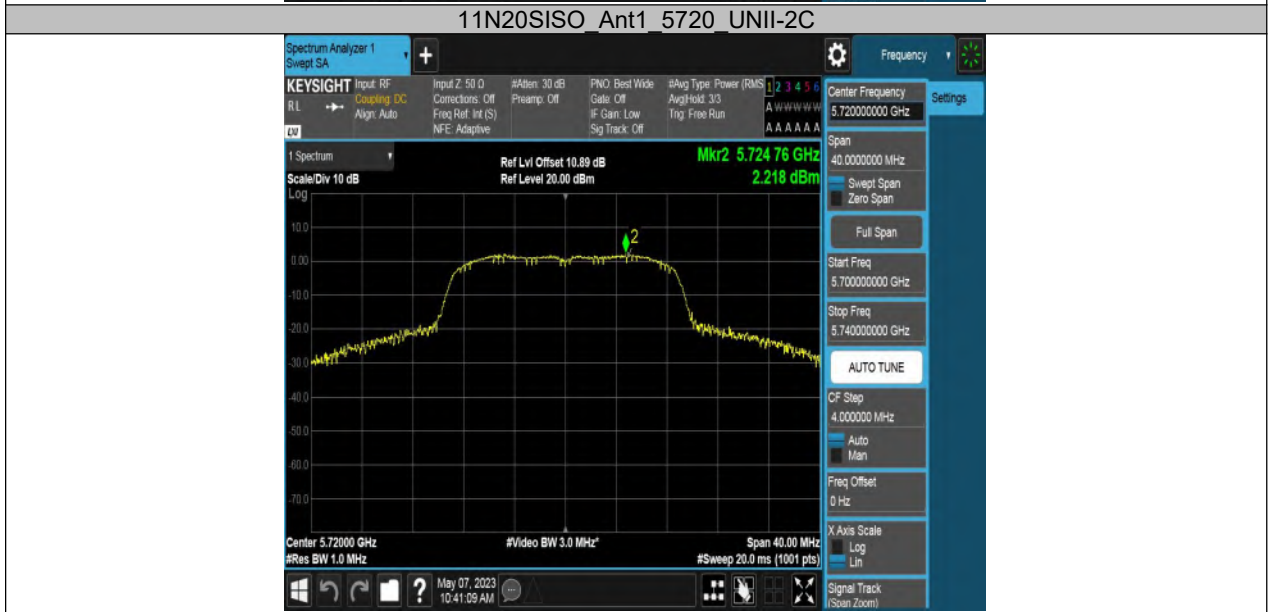 11N20SISO_Ant1_5720_UNII-2C
Spectrum Analyzer 1
Swept SA
+
Frequency
KEYSIGHT
RL
Input: RF
Coupling: DC
Align: Auto
Input Z: 50 Ω
Corrections: Off
Freq Ref: Int (S)
NFE: Adaptive
#Atten: 30 dB
Preamp: Off
PNO: Best Wide
Gate: Off
IF Gain: Low
Sig Track: Off
#Avg Type: Power (RMS
Avg|Hold: 3/3
Trig: Free Run
1 2 3 4 5 6
A W W W W W
A A A A A A
1 Spectrum
Scale/Div 10 dB
Log
Ref Lvl Offset 10.89 dB
Ref Level 20.00 dBm
Mkr2 5.724 76 GHz
2.218 dBm
2
10.0
0.00
-10.0
-20.0
-30.0
-40.0
-50.0
-60.0
-70.0
Center 5.72000 GHz
#Res BW 1.0 MHz
#Video BW 3.0 MHz*
Span 40.00 MHz
#Sweep 20.0 ms (1001 pts)
?
May 07, 2023
10:41:09 AM
Center Frequency
5.720000000 GHz
Settings
Span
40.0000000 MHz
Swept Span
Zero Span
Full Span
Start Freq
5.700000000 GHz
Stop Freq
5.740000000 GHz
AUTO TUNE
CF Step
4.000000 MHz
Auto
Man
Freq Offset
0 Hz
X Axis Scale
Log
Lin
Signal Track
(Span Zoom)